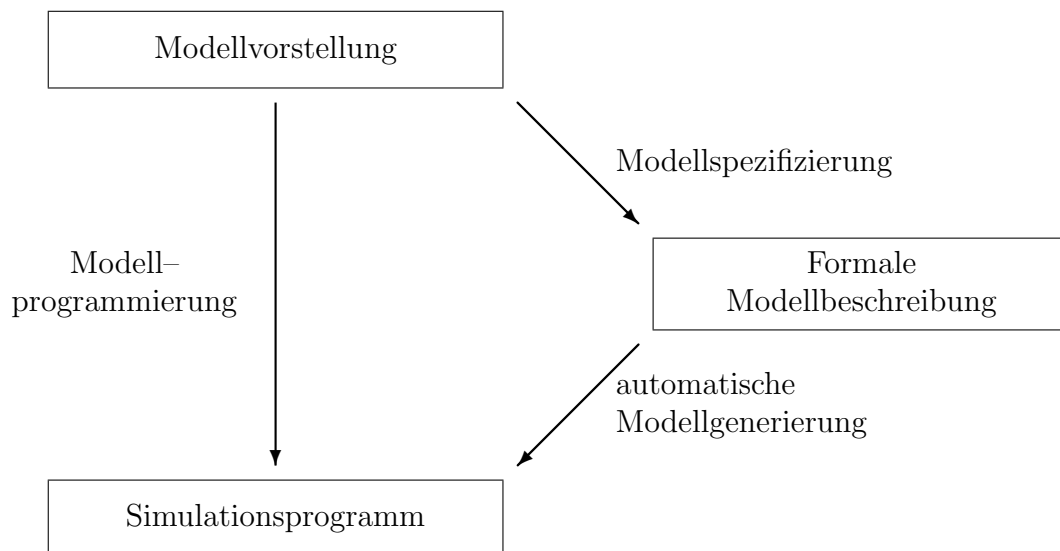 Modellvorstellung
Modellspezifizierung
Modell–
programmierung
Formale
Modellbeschreibung
automatische
Modellgenerierung
Simulationsprogramm